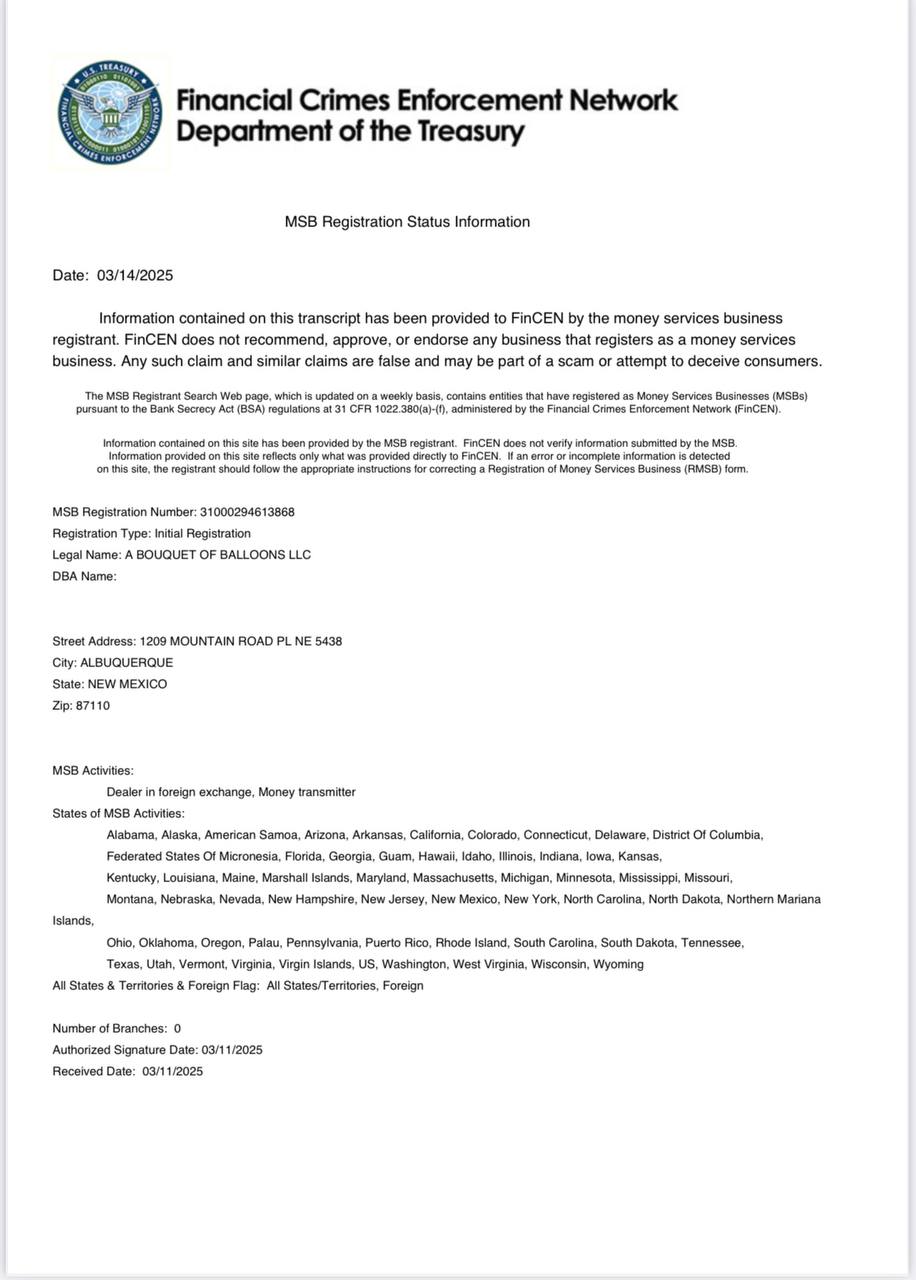 U.S. TREASURY
FINANCIAL CRIMES ENFORCEMENT NETWORK
Financial Crimes Enforcement Network
Department of the Treasury
MSB Registration Status Information
Date:  03/14/2025
Information contained on this transcript has been provided to FinCEN by the money services business
registrant. FinCEN does not recommend, approve, or endorse any business that registers as a money services
business. Any such claim and similar claims are false and may be part of a scam or attempt to deceive consumers.
The MSB Registrant Search Web page, which is updated on a weekly basis, contains entities that have registered as Money Services Businesses (MSBs)
pursuant to the Bank Secrecy Act (BSA) regulations at 31 CFR 1022.380(a)-(f), administered by the Financial Crimes Enforcement Network (FinCEN).
Information contained on this site has been provided by the MSB registrant.  FinCEN does not verify information submitted by the MSB.
Information provided on this site reflects only what was provided directly to FinCEN.  If an error or incomplete information is detected
on this site, the registrant should follow the appropriate instructions for correcting a Registration of Money Services Business (RMSB) form.
MSB Registration Number: 31000294613868
Registration Type: Initial Registration
Legal Name: A BOUQUET OF BALLOONS LLC
DBA Name:
Street Address: 1209 MOUNTAIN ROAD PL NE 5438
City: ALBUQUERQUE
State: NEW MEXICO
Zip: 87110
MSB Activities:
Dealer in foreign exchange, Money transmitter
States of MSB Activities:
Alabama, Alaska, American Samoa, Arizona, Arkansas, California, Colorado, Connecticut, Delaware, District Of Columbia,
Federated States Of Micronesia, Florida, Georgia, Guam, Hawaii, Idaho, Illinois, Indiana, Iowa, Kansas,
Kentucky, Louisiana, Maine, Marshall Islands, Maryland, Massachusetts, Michigan, Minnesota, Mississippi, Missouri,
Montana, Nebraska, Nevada, New Hampshire, New Jersey, New Mexico, New York, North Carolina, North Dakota, Northern Mariana
Islands,
Ohio, Oklahoma, Oregon, Palau, Pennsylvania, Puerto Rico, Rhode Island, South Carolina, South Dakota, Tennessee,
Texas, Utah, Vermont, Virginia, Virgin Islands, US, Washington, West Virginia, Wisconsin, Wyoming
All States & Territories & Foreign Flag:  All States/Territories, Foreign
Number of Branches:  0
Authorized Signature Date: 03/11/2025
Received Date:  03/11/2025